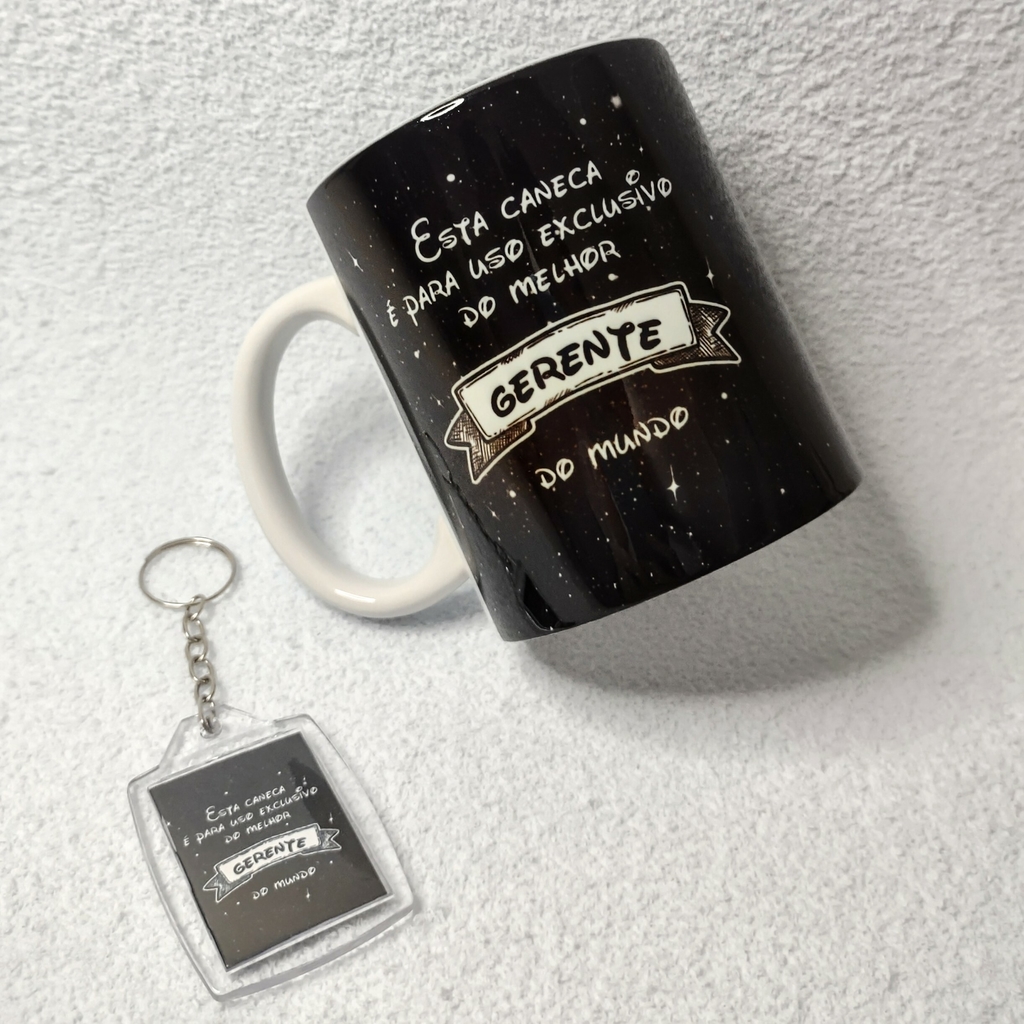 Esta caneca
é para uso exclusivo
do melhor
GERENTE
do mundo
Esta caneca
é para uso exclusivo
do melhor
GERENTE
do mundo